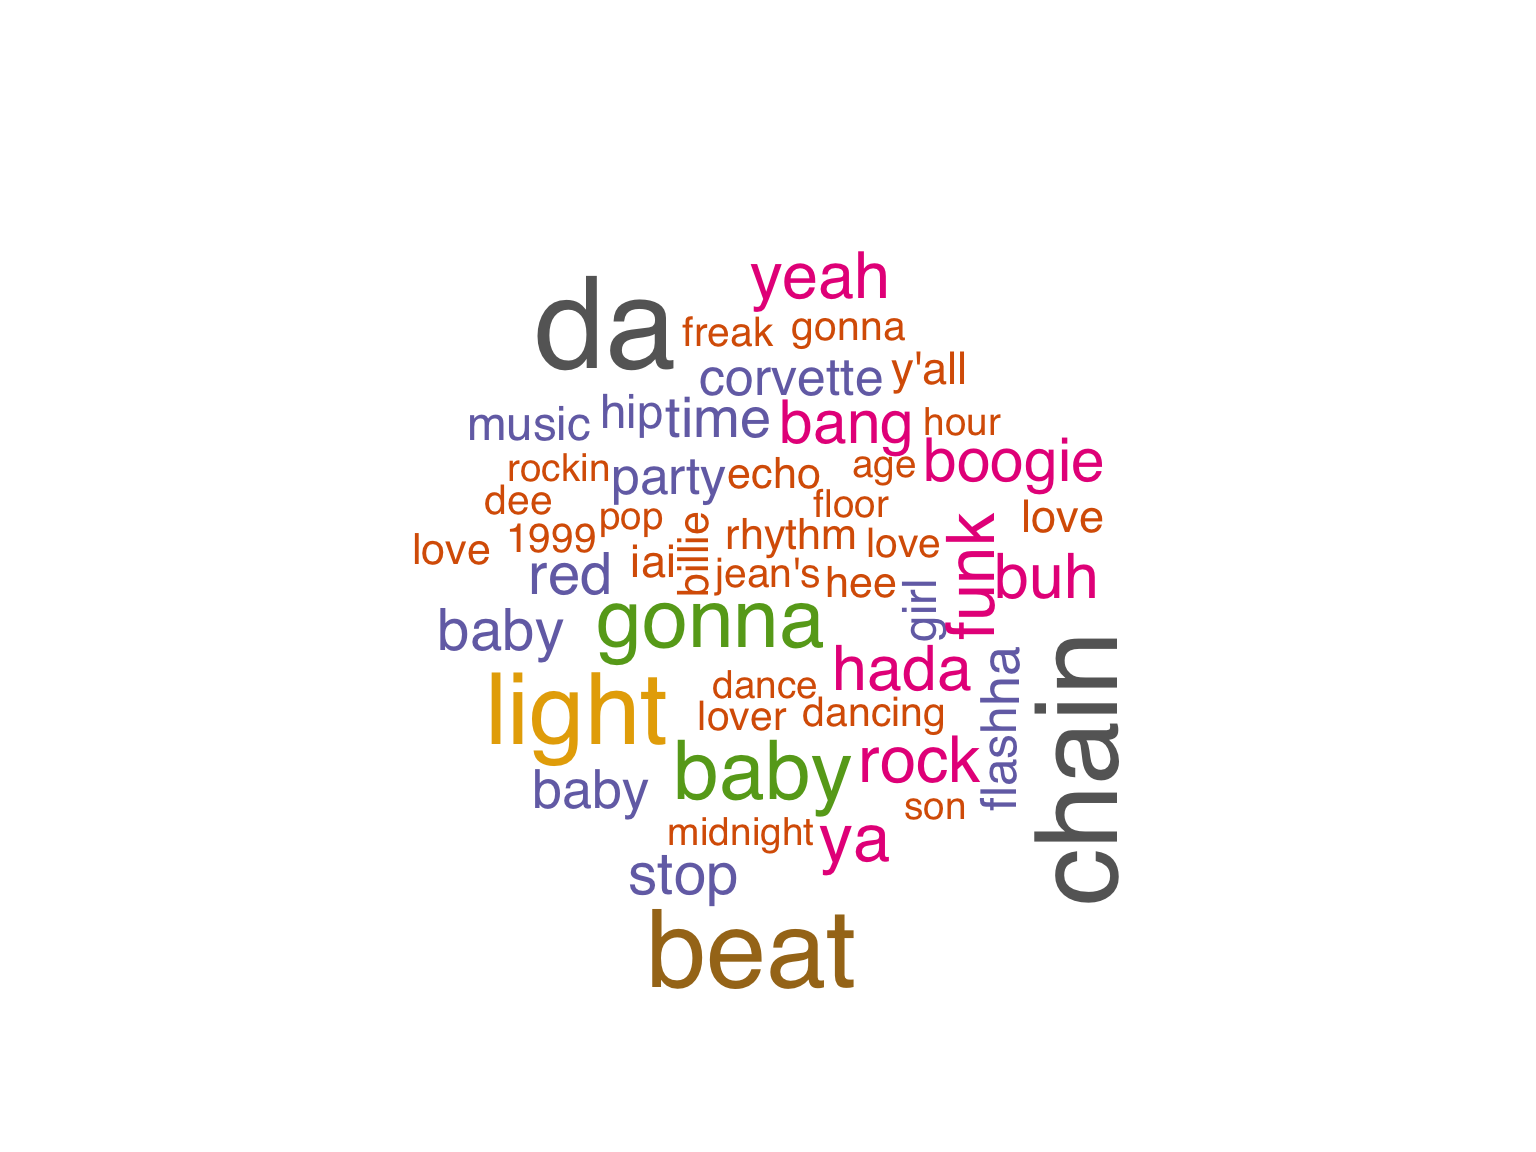 yeah
da
freak gonna
corvette y'all
music hip time bang hour
boogie
rockin party echo age
dee floor
love
1999 pop billie rhythm love funk
love
red iai jean's hee buh
baby gonna girl
hada
light dance flashha chain
lover dancing
baby baby rock
son
midnight ya
stop
beat